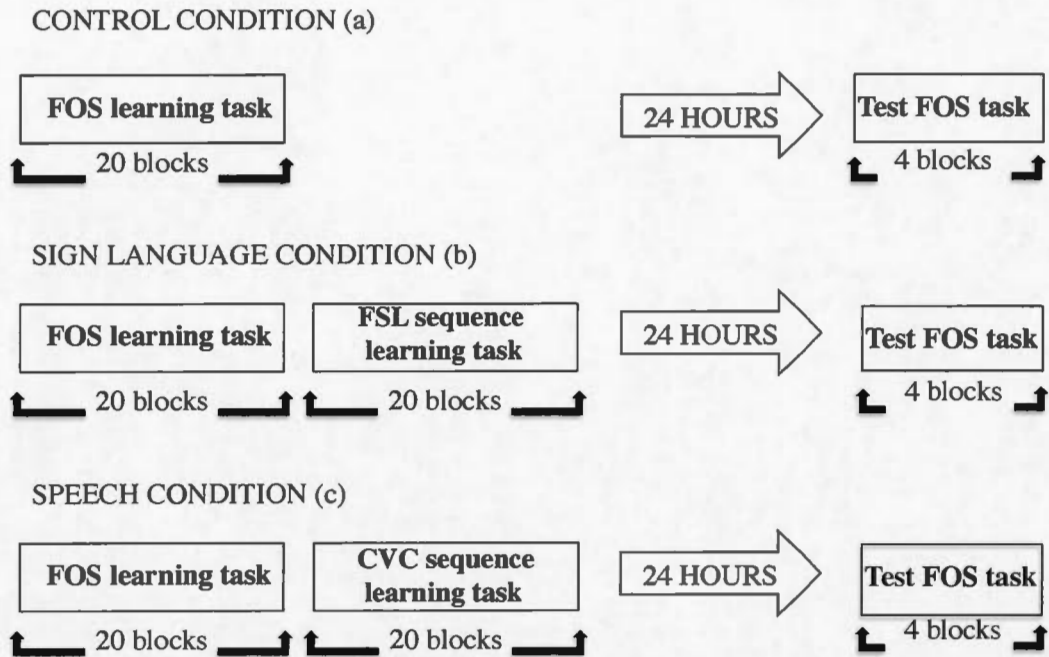 CONTROL CONDITION (a)
FOS learning task
24 HOURS
Test FOS task
20 blocks
4 blocks
SIGN LANGUAGE CONDITION (b)
FOS learning task
FSL sequence
learning task
24 HOURS
Test FOS task
20 blocks
20 blocks
4 blocks
SPEECH CONDITION (c)
FOS learning task
CVC sequence
learning task
24 HOURS
Test FOS task
20 blocks
20 blocks
4 blocks